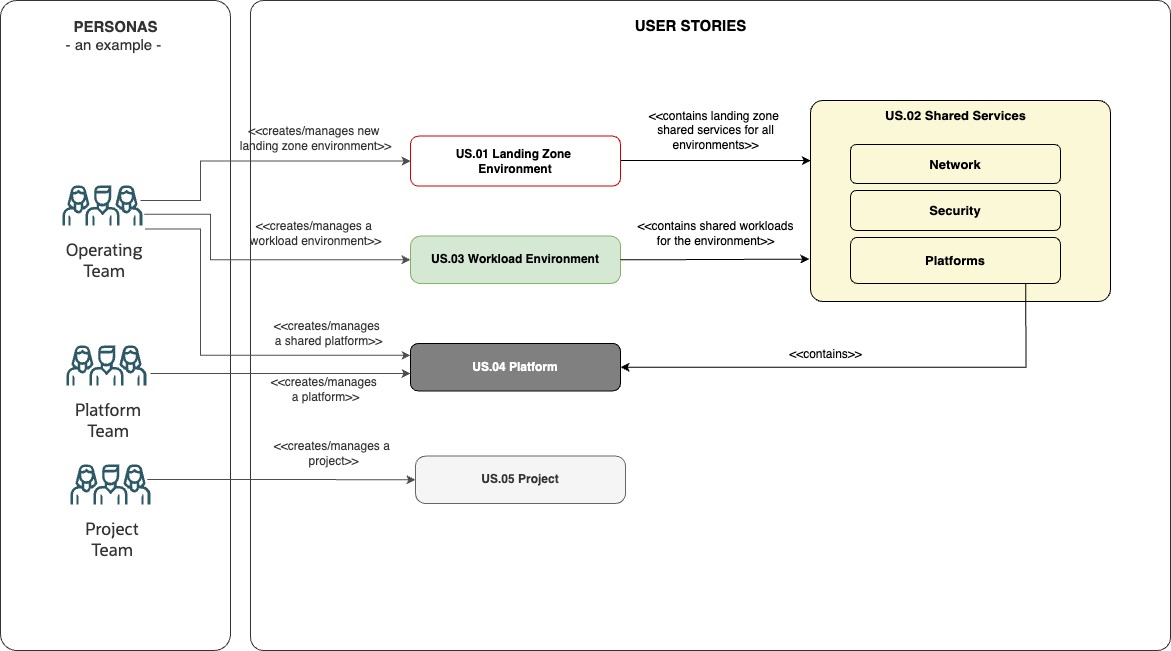 PERSONAS
- an example -
USER STORIES
<<creates/manages new
landing zone environment>>
US.01 Landing Zone
Environment
<<contains landing zone
shared services for all
environments>>
US.02 Shared Services
Network
Security
Platforms
Operating
Team
<<creates/manages a
workload environment>>
US.03 Workload Environment
<<contains shared workloads
for the environment>>
<<creates/manages
a shared platform>>
US.04 Platform
<<contains>>
<<creates/manages
a platform>>
Platform
Team
<<creates/manages a
project>>
US.05 Project
Project
Team